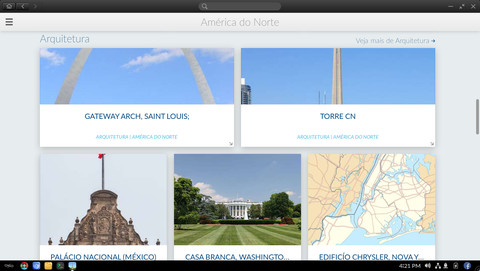 América do Norte
Arquitetura
Veja mais de Arquitetura
GATEWAY ARCH, SAINT LOUIS;
TORRE CN
ARQUITETURA | AMÉRICA DO NORTE
ARQUITETURA | AMÉRICA DO NORTE
PALÁCIO NACIONAL (MÉXICO)
CASA BRANCA, WASHINGTO...
EDIFICÍO CHRYSLER, NOVA Y...
4:21 PM